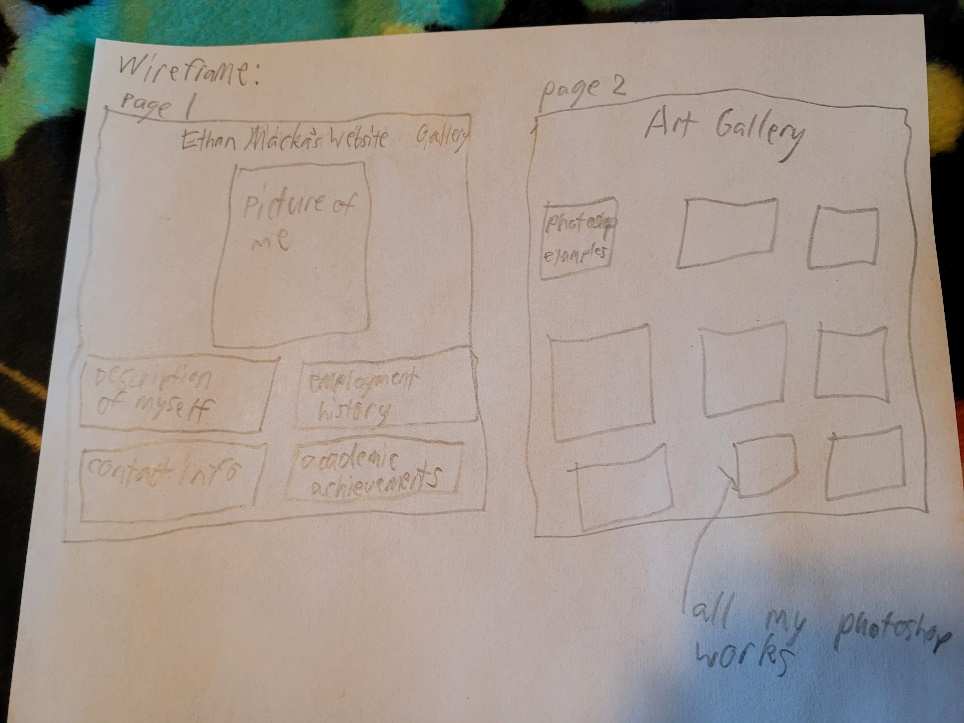 Wireframe:
Page 1
Ethan Macka's Website Gallery
Picture of
me
Description
of myself
employment
history
contact info
academic
achievements
page 2
Art Gallery
photoshop
examples
all my photoshop
works